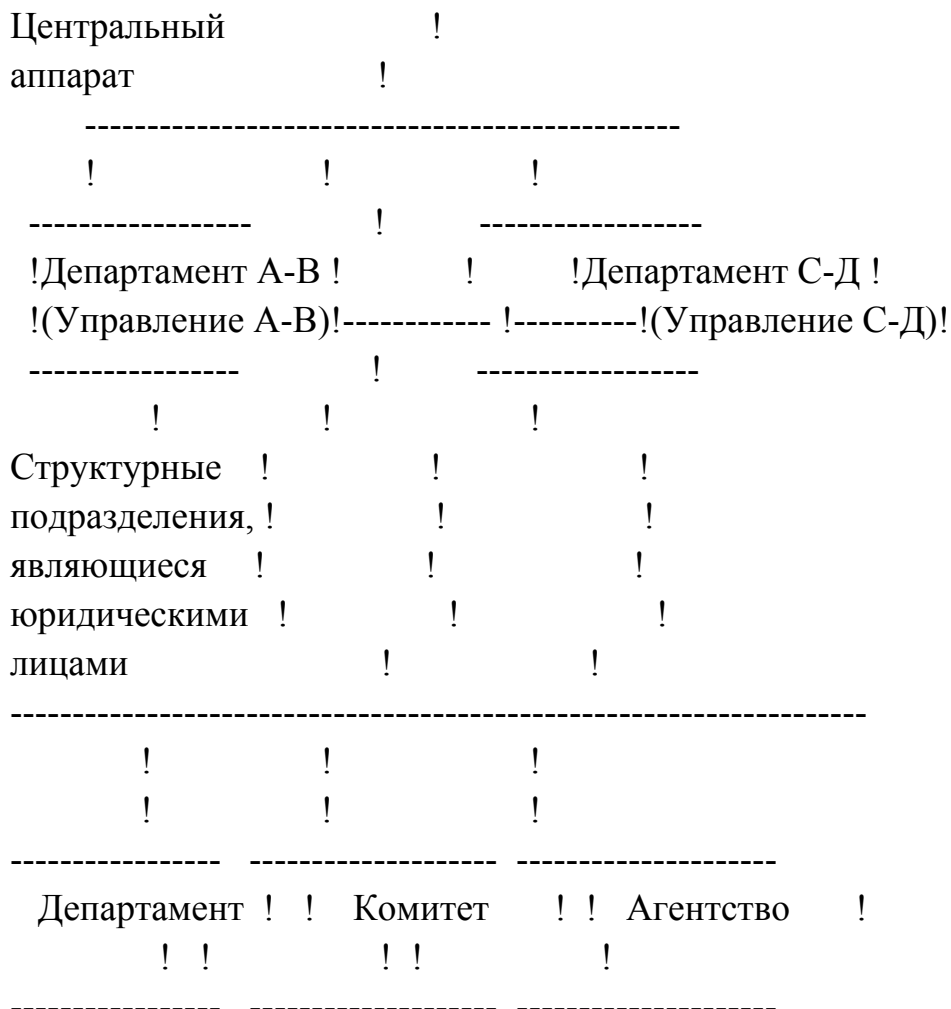 Центральный !
аппарат !
------------------------------------------------
! ! !
------------------ ! ------------------
!Департамент А-В ! ! !Департамент С-Д !
!(Управление А-В)!------------ !----------!(Управление С-Д)!
----------------- ! ------------------
! ! !
Структурные ! ! !
подразделения, ! ! !
являющиеся ! ! !
юридическими ! ! !
лицами ! !
---------------------------------------------------------------------
! ! !
! ! !
----------------- -------------------- ---------------------
Департамент ! ! Комитет ! ! Агентство !
! ! ! ! !
----------------- -------------------- ---------------------